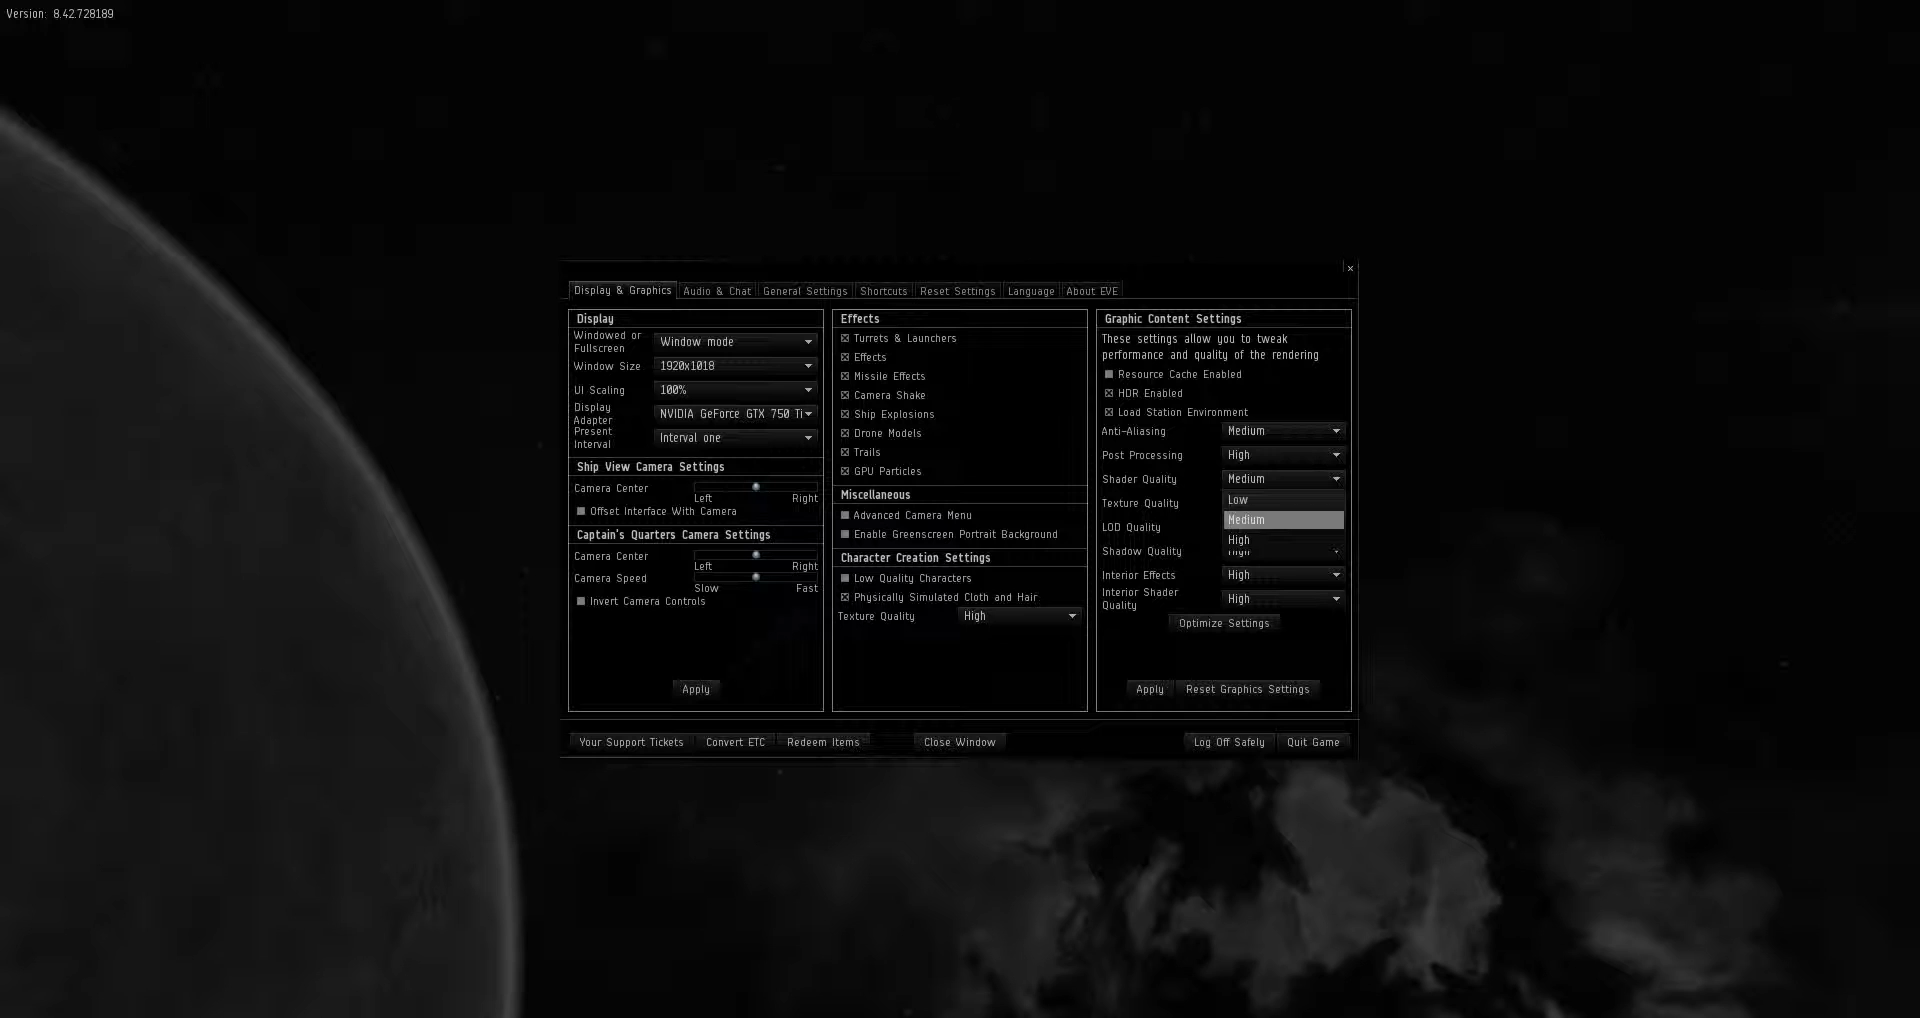 Version: 8.42.728189
Display & Graphics Audio & Chat General Settings Shortcuts Reset Settings Language About EVE
Display
Windowed or Fullscreen Window mode
Window Size 1920x1018
UI Scaling 100%
Display Adapter NVIDIA GeForce GTX 750 Ti
Present Interval Interval one
Ship View Camera Settings
Camera Center
Left Right
Offset Interface With Camera
Captain's Quarters Camera Settings
Camera Center
Left Right
Camera Speed
Slow Fast
Invert Camera Controls
Apply
Effects
Turrets & Launchers
Effects
Missile Effects
Camera Shake
Ship Explosions
Drone Models
Trails
GPU Particles
Miscellaneous
Advanced Camera Menu
Enable Greenscreen Portrait Background
Character Creation Settings
Low Quality Characters
Physically Simulated Cloth and Hair
Texture Quality High
Graphic Content Settings
These settings allow you to tweak
performance and quality of the rendering
Resource Cache Enabled
HDR Enabled
Load Station Environment
Anti-Aliasing Medium
Post Processing High
Shader Quality Medium
Low
Texture Quality
Medium
LOD Quality
High
Shadow Quality High
Interior Effects High
Interior Shader Quality High
Optimize Settings
Apply Reset Graphics Settings
Your Support Tickets Convert ETC Redeem Items Close Window Log Off Safely Quit Game